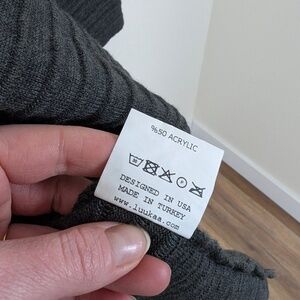 %50 ACRYLIC
DESIGNED IN USA
MADE IN TURKEY
www.luukaa.com